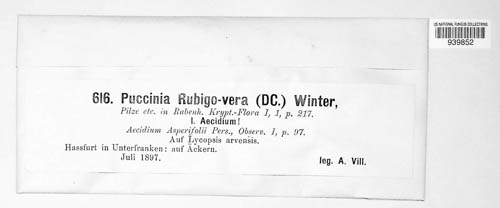 US NATIONAL FUNGUS COLLECTIONS
939852
616. Puccinia Rubigo-vera (DC.) Winter,
Pilze etc. in Rabenh. Krypt.-Flora I, 1, p. 217.
I. Aecidium!
Aecidium Asperifolii Pers., Observ. I, p. 97.
Auf Lycopsis arvensis.
Hassfurt in Unterfranken: auf Äckern.
Juli 1897.
leg. A. Vill.